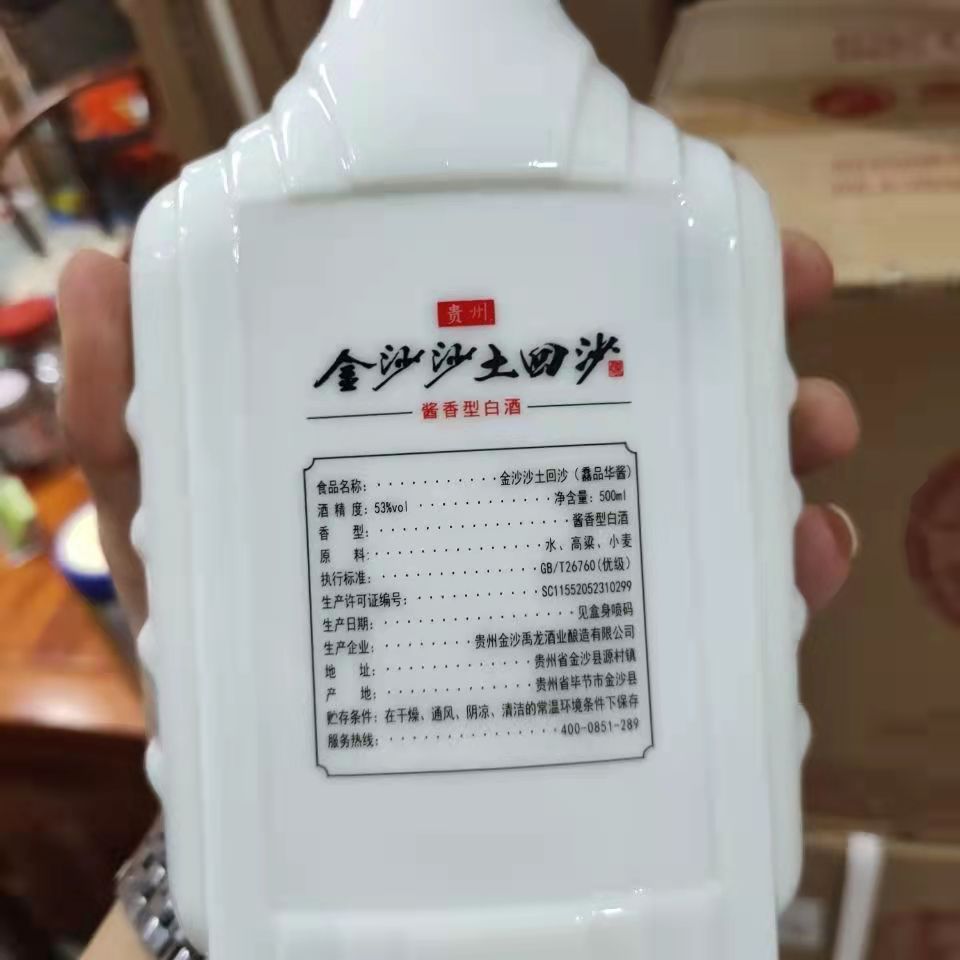 贵州
金沙沙土回沙
酱香型白酒
食品名称：···········金沙沙土回沙（馫品华酱）
酒精度：53%vol ············净含量：500ml
香型：·················酱香型白酒
原料：···············水、高粱、小麦
执行标准：··············GB/T26760(优级)
生产许可证编号：···········SC11552052310299
生产日期：·················见盒身喷码
生产企业：········贵州金沙禹龙酒业酿造有限公司
地址：·············贵州省金沙县源村镇
产地：·············贵州省毕节市金沙县
贮存条件：在干燥、通风、阴凉、清洁的常温环境条件下保存
服务热线：···············400-0851-289